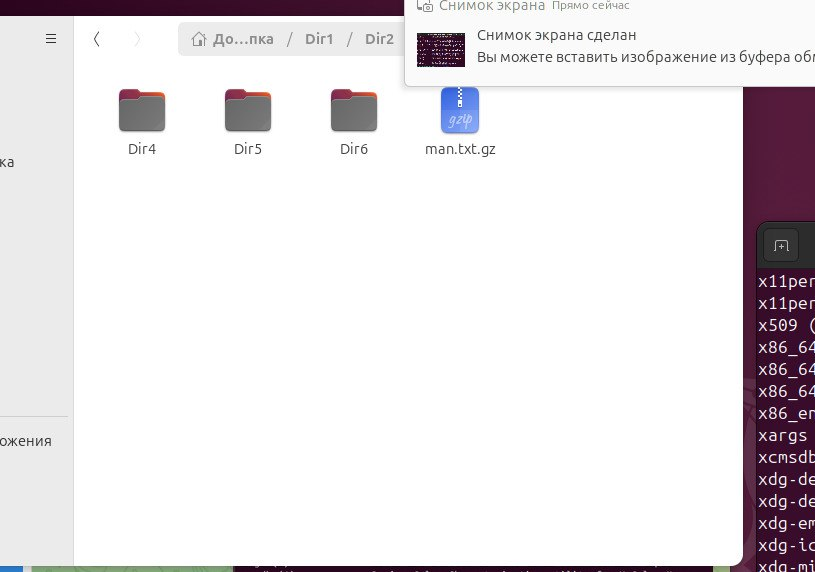 Снимок экрана Прямо сейчас
Снимок экрана сделан
Вы можете вставить изображение из буфера обм
До...пка / Dir1 / Dir2
Dir4 Dir5 Dir6 man.txt.gz
gzip
ка
ожения
x11per
x11per
x509 (
x86_64
x86_64
x86_64
x86_en
xargs
xcmsdb
xdg-de
xdg-de
xdg-em
xdg-ic
xdg-mi